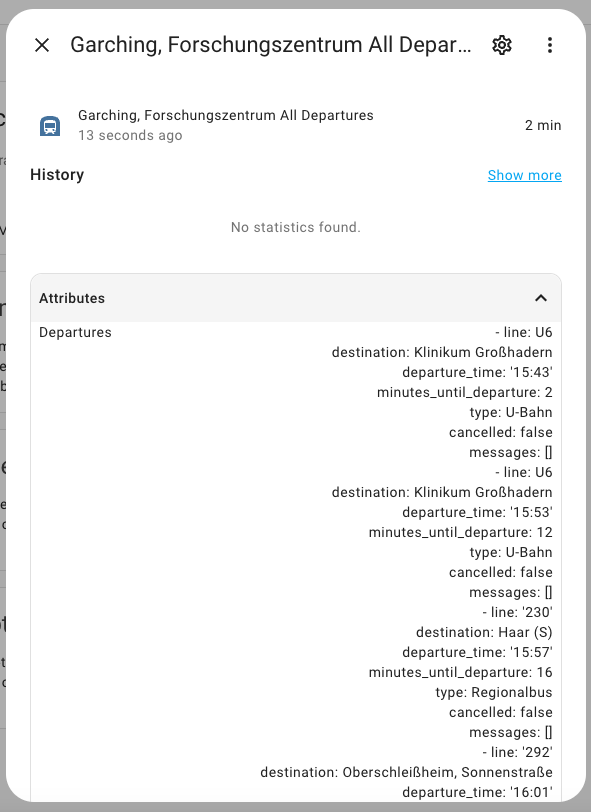 Garching, Forschungszentrum All Depar...
Garching, Forschungszentrum All Departures
2 min
13 seconds ago
History
Show more
No statistics found.
Attributes
Departures
- line: U6
destination: Klinikum Großhadern
departure_time: '15:43'
minutes_until_departure: 2
type: U-Bahn
cancelled: false
messages: []
- line: U6
destination: Klinikum Großhadern
departure_time: '15:53'
minutes_until_departure: 12
type: U-Bahn
cancelled: false
messages: []
- line: '230'
destination: Haar (S)
departure_time: '15:57'
minutes_until_departure: 16
type: Regionalbus
cancelled: false
messages: []
- line: '292'
destination: Oberschleißheim, Sonnenstraße
departure_time: '16:01'